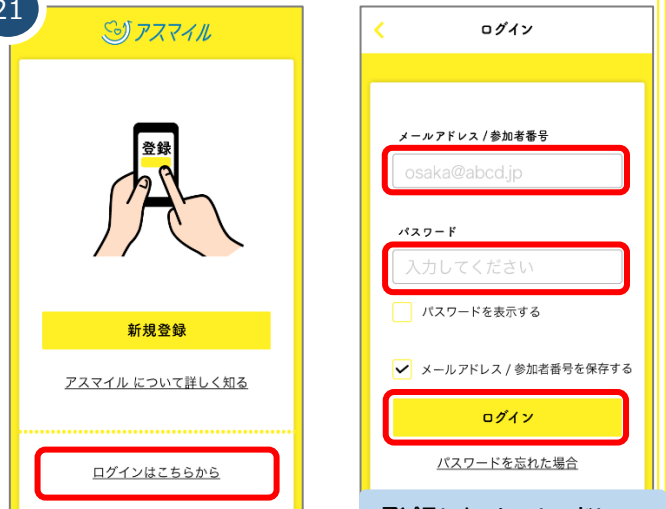 21
アスマイル
登録
新規登録
アスマイル について詳しく知る
ログインはこちらから
ログイン
メールアドレス / 参加者番号
osaka@abcd.jp
パスワード
入力してください
パスワードを表示する
メールアドレス / 参加者番号を保存する
ログイン
パスワードを忘れた場合